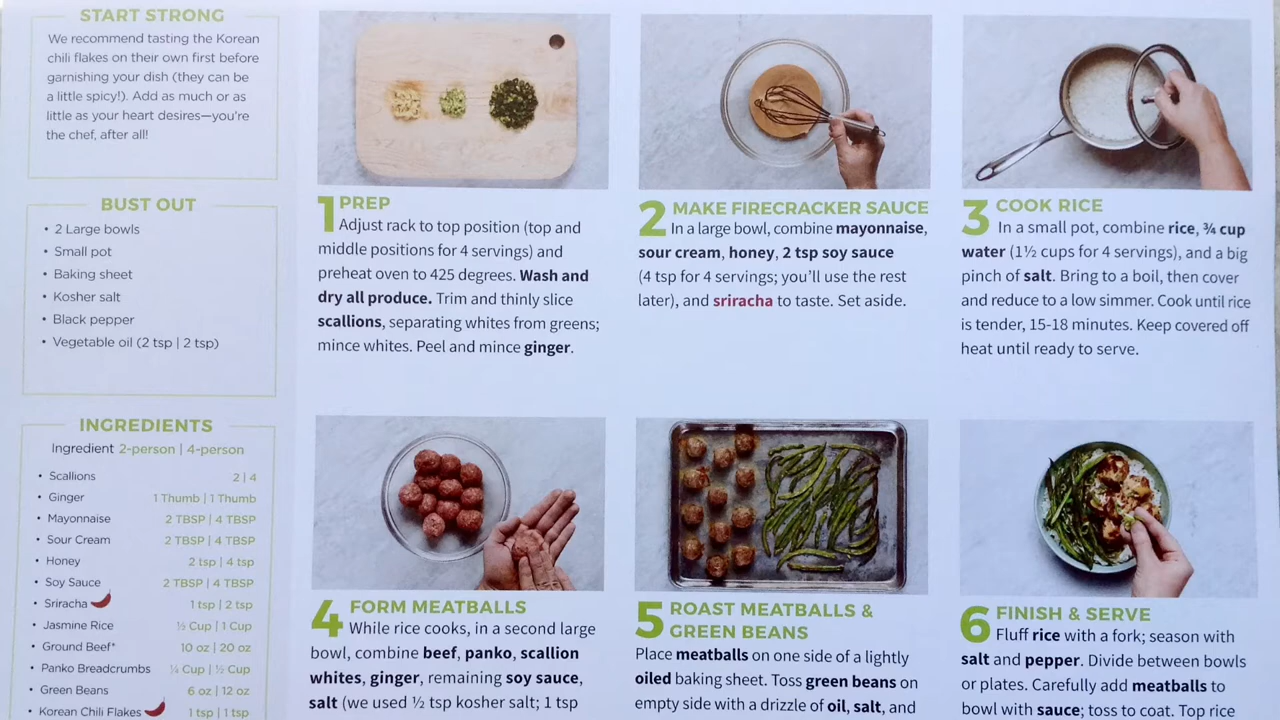 START STRONG
We recommend tasting the Korean
chili flakes on their own first before
garnishing your dish (they can be
a little spicy!). Add as much or as
little as your heart desires—you're
the chef, after all!
BUST OUT
• 2 Large bowls
• Small pot
• Baking sheet
• Kosher salt
• Black pepper
• Vegetable oil (2 tsp | 2 tsp)
INGREDIENTS
Ingredient 2-person | 4-person
• Scallions 2 | 4
• Ginger 1 Thumb | 1 Thumb
• Mayonnaise 2 TBSP | 4 TBSP
• Sour Cream 2 TBSP | 4 TBSP
• Honey 2 tsp | 4 tsp
• Soy Sauce 2 TBSP | 4 TBSP
• Sriracha 1 tsp | 2 tsp
• Jasmine Rice ½ Cup | 1 Cup
• Ground Beef* 10 oz | 20 oz
• Panko Breadcrumbs ¼ Cup | ½ Cup
• Green Beans 6 oz | 12 oz
• Korean Chili Flakes 1 tsp | 1 tsp
1 PREP
Adjust rack to top position (top and
middle positions for 4 servings) and
preheat oven to 425 degrees. Wash and
dry all produce. Trim and thinly slice
scallions, separating whites from greens;
mince whites. Peel and mince ginger.
2 MAKE FIRECRACKER SAUCE
In a large bowl, combine mayonnaise,
sour cream, honey, 2 tsp soy sauce
(4 tsp for 4 servings; you'll use the rest
later), and sriracha to taste. Set aside.
3 COOK RICE
In a small pot, combine rice, ¾ cup
water (1½ cups for 4 servings), and a big
pinch of salt. Bring to a boil, then cover
and reduce to a low simmer. Cook until rice
is tender, 15-18 minutes. Keep covered off
heat until ready to serve.
4 FORM MEATBALLS
While rice cooks, in a second large
bowl, combine beef, panko, scallion
whites, ginger, remaining soy sauce,
salt (we used ½ tsp kosher salt; 1 tsp
5 ROAST MEATBALLS &
GREEN BEANS
Place meatballs on one side of a lightly
oiled baking sheet. Toss green beans on
empty side with a drizzle of oil, salt, and
6 FINISH & SERVE
Fluff rice with a fork; season with
salt and pepper. Divide between bowls
or plates. Carefully add meatballs to
bowl with sauce; toss to coat. Top rice